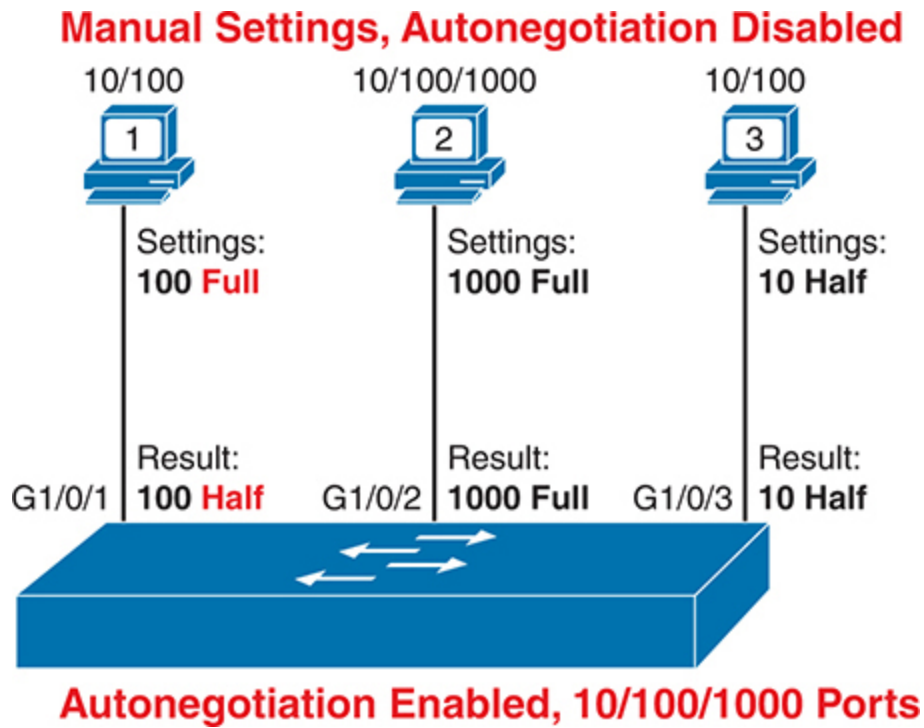 Manual Settings, Autonegotiation Disabled
10/100 10/100/1000 10/100
1 2 3
Settings: Settings: Settings:
100 Full 1000 Full 10 Half
Result: Result: Result:
G1/0/1 100 Half G1/0/2 1000 Full G1/0/3 10 Half
Autonegotiation Enabled, 10/100/1000 Ports